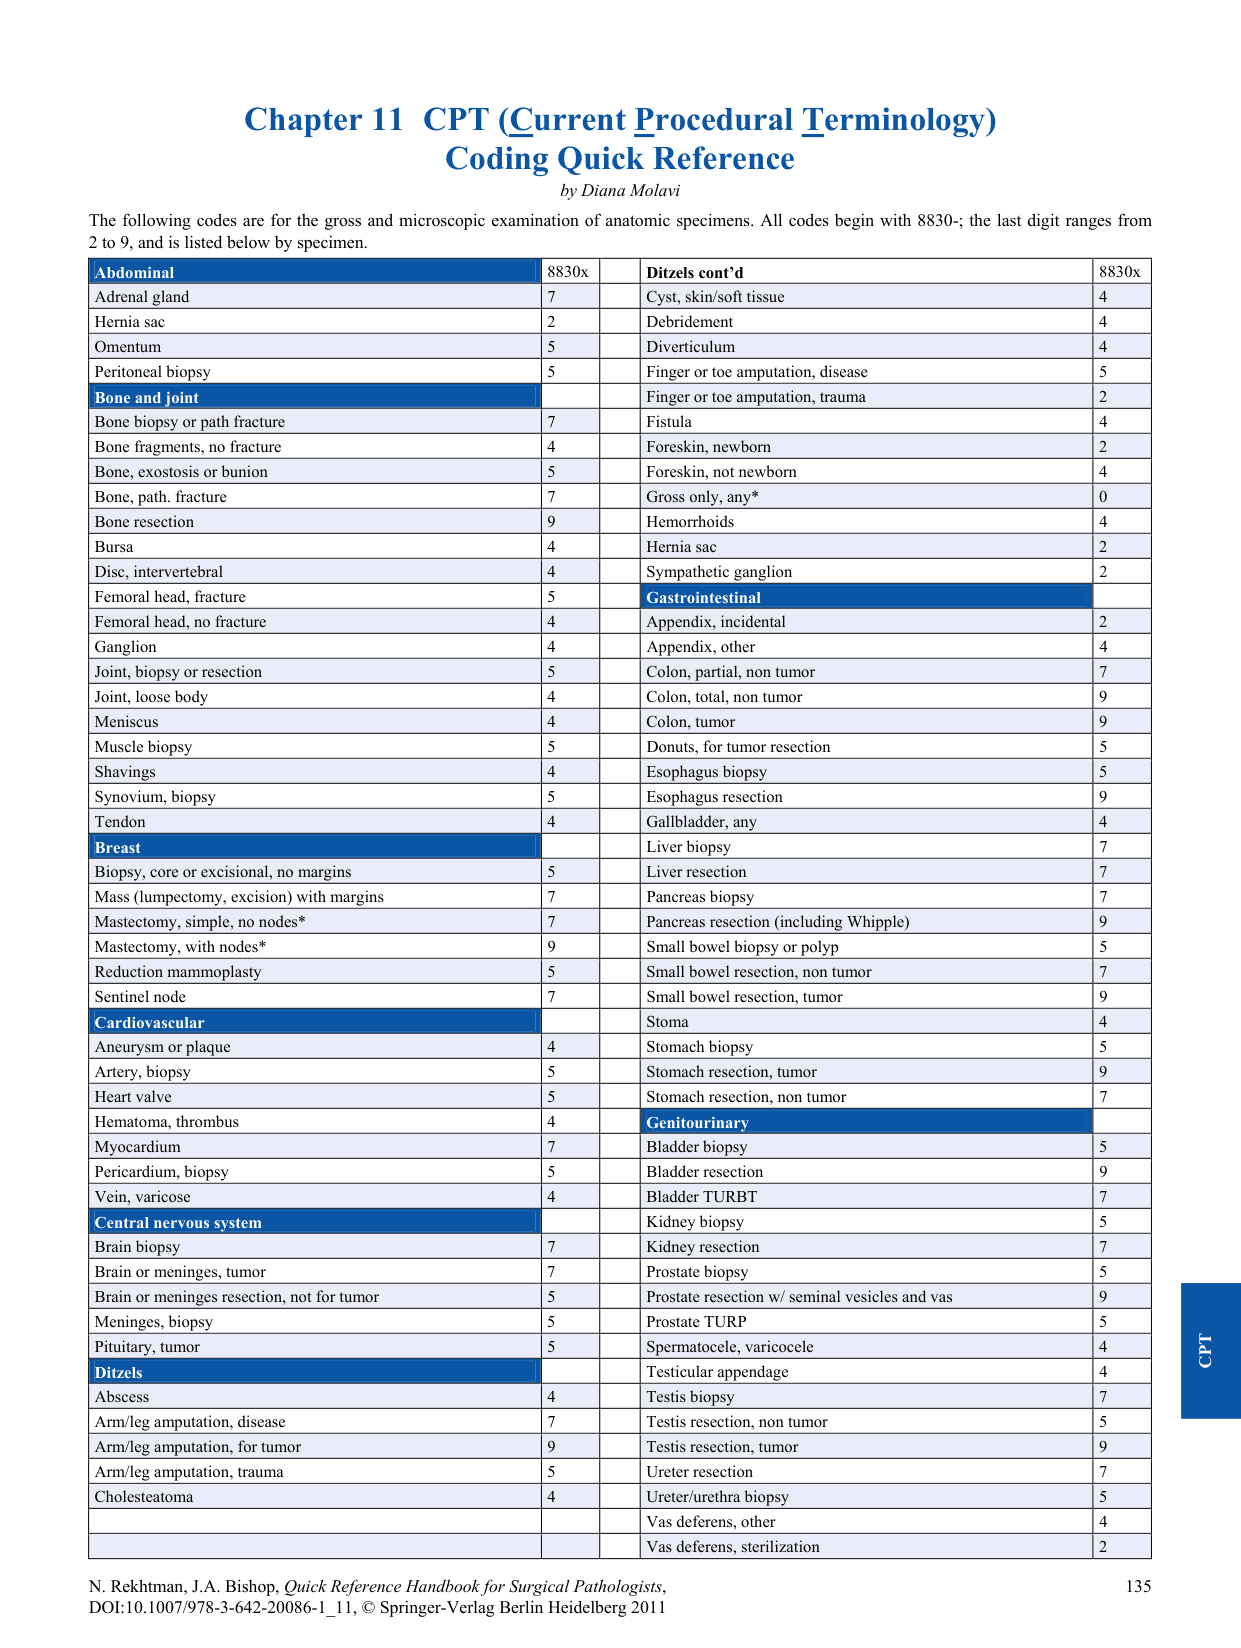 Chapter 11 CPT (Current Procedural Terminology)
Coding Quick Reference
by Diana Molavi
The following codes are for the gross and microscopic examination of anatomic specimens. All codes begin with 8830-; the last digit ranges from
2 to 9, and is listed below by specimen.
Abdominal 8830x
Adrenal gland 7
Hernia sac 2
Omentum 5
Peritoneal biopsy 5
Bone and joint
Bone biopsy or path fracture 7
Bone fragments, no fracture 4
Bone, exostosis or bunion 5
Bone, path. fracture 7
Bone resection 9
Bursa 4
Disc, intervertebral 4
Femoral head, fracture 5
Femoral head, no fracture 4
Ganglion 4
Joint, biopsy or resection 5
Joint, loose body 4
Meniscus 4
Muscle biopsy 5
Shavings 4
Synovium, biopsy 5
Tendon 4
Breast
Biopsy, core or excisional, no margins 5
Mass (lumpectomy, excision) with margins 7
Mastectomy, simple, no nodes* 7
Mastectomy, with nodes* 9
Reduction mammoplasty 5
Sentinel node 7
Cardiovascular
Aneurysm or plaque 4
Artery, biopsy 5
Heart valve 5
Hematoma, thrombus 4
Myocardium 7
Pericardium, biopsy 5
Vein, varicose 4
Central nervous system
Brain biopsy 7
Brain or meninges, tumor 7
Brain or meninges resection, not for tumor 5
Meninges, biopsy 5
Pituitary, tumor 5
Ditzels
Abscess 4
Arm/leg amputation, disease 7
Arm/leg amputation, for tumor 9
Arm/leg amputation, trauma 5
Cholesteatoma 4
Ditzels cont’d 8830x
Cyst, skin/soft tissue 4
Debridement 4
Diverticulum 4
Finger or toe amputation, disease 5
Finger or toe amputation, trauma 2
Fistula 4
Foreskin, newborn 2
Foreskin, not newborn 4
Gross only, any* 0
Hemorrhoids 4
Hernia sac 2
Sympathetic ganglion 2
Gastrointestinal
Appendix, incidental 2
Appendix, other 4
Colon, partial, non tumor 7
Colon, total, non tumor 9
Colon, tumor 9
Donuts, for tumor resection 5
Esophagus biopsy 5
Esophagus resection 9
Gallbladder, any 4
Liver biopsy 7
Liver resection 7
Pancreas biopsy 7
Pancreas resection (including Whipple) 9
Small bowel biopsy or polyp 5
Small bowel resection, non tumor 7
Small bowel resection, tumor 9
Stoma 4
Stomach biopsy 5
Stomach resection, tumor 9
Stomach resection, non tumor 7
Genitourinary
Bladder biopsy 5
Bladder resection 9
Bladder TURBT 7
Kidney biopsy 5
Kidney resection 7
Prostate biopsy 5
Prostate resection w/ seminal vesicles and vas 9
Prostate TURP 5
Spermatocele, varicocele 4
Testicular appendage 4
Testis biopsy 7
Testis resection, non tumor 5
Testis resection, tumor 9
Ureter resection 7
Ureter/urethra biopsy 5
Vas deferens, other 4
Vas deferens, sterilization 2
CPT
N. Rekhtman, J.A. Bishop, Quick Reference Handbook for Surgical Pathologists, 135
DOI:10.1007/978-3-642-20086-1_11, © Springer-Verlag Berlin Heidelberg 2011